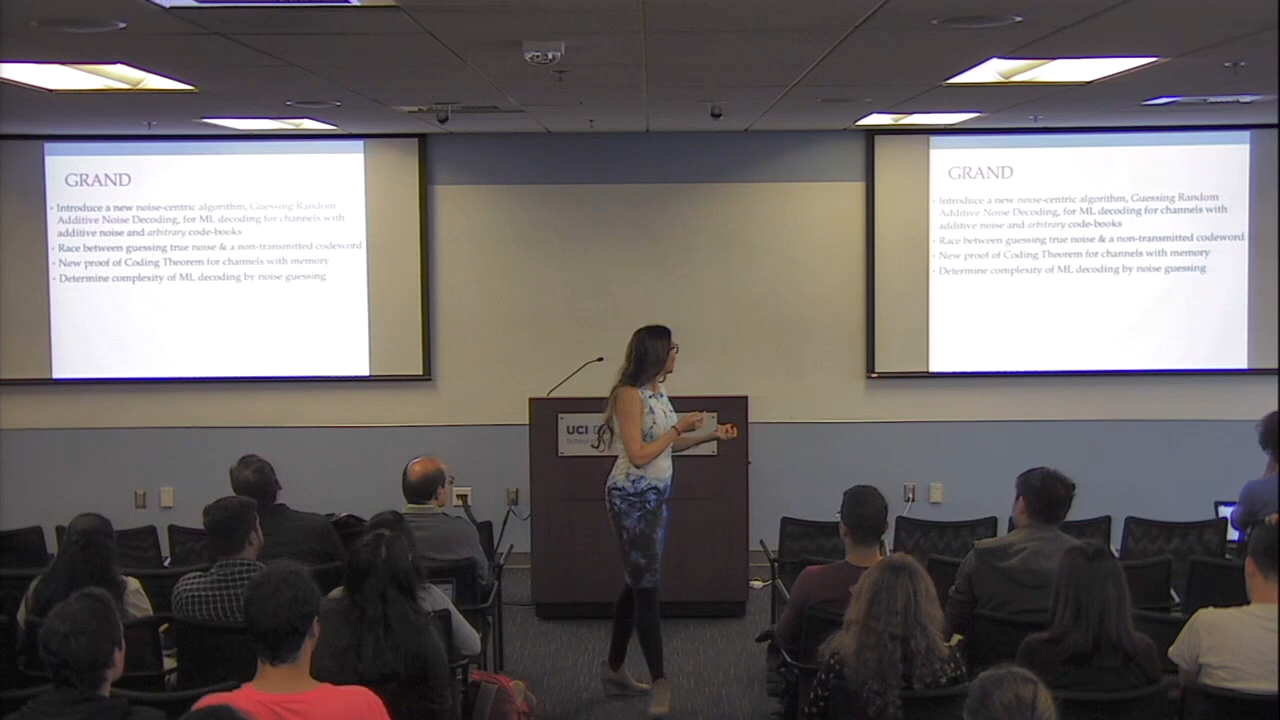 GRAND
· Introduce a new noise-centric algorithm, Guessing Random
Additive Noise Decoding, for ML decoding for channels with
additive noise and arbitrary code-books
· Race between guessing true noise & a non-transmitted codeword
· New proof of Coding Theorem for channels with memory
· Determine complexity of ML decoding by noise guessing
UCI
School
GRAND
· Introduce a new noise-centric algorithm, Guessing Random
Additive Noise Decoding, for ML decoding for channels with
additive noise and arbitrary code-books
· Race between guessing true noise & a non-transmitted codeword
· New proof of Coding Theorem for channels with memory
· Determine complexity of ML decoding by noise guessing